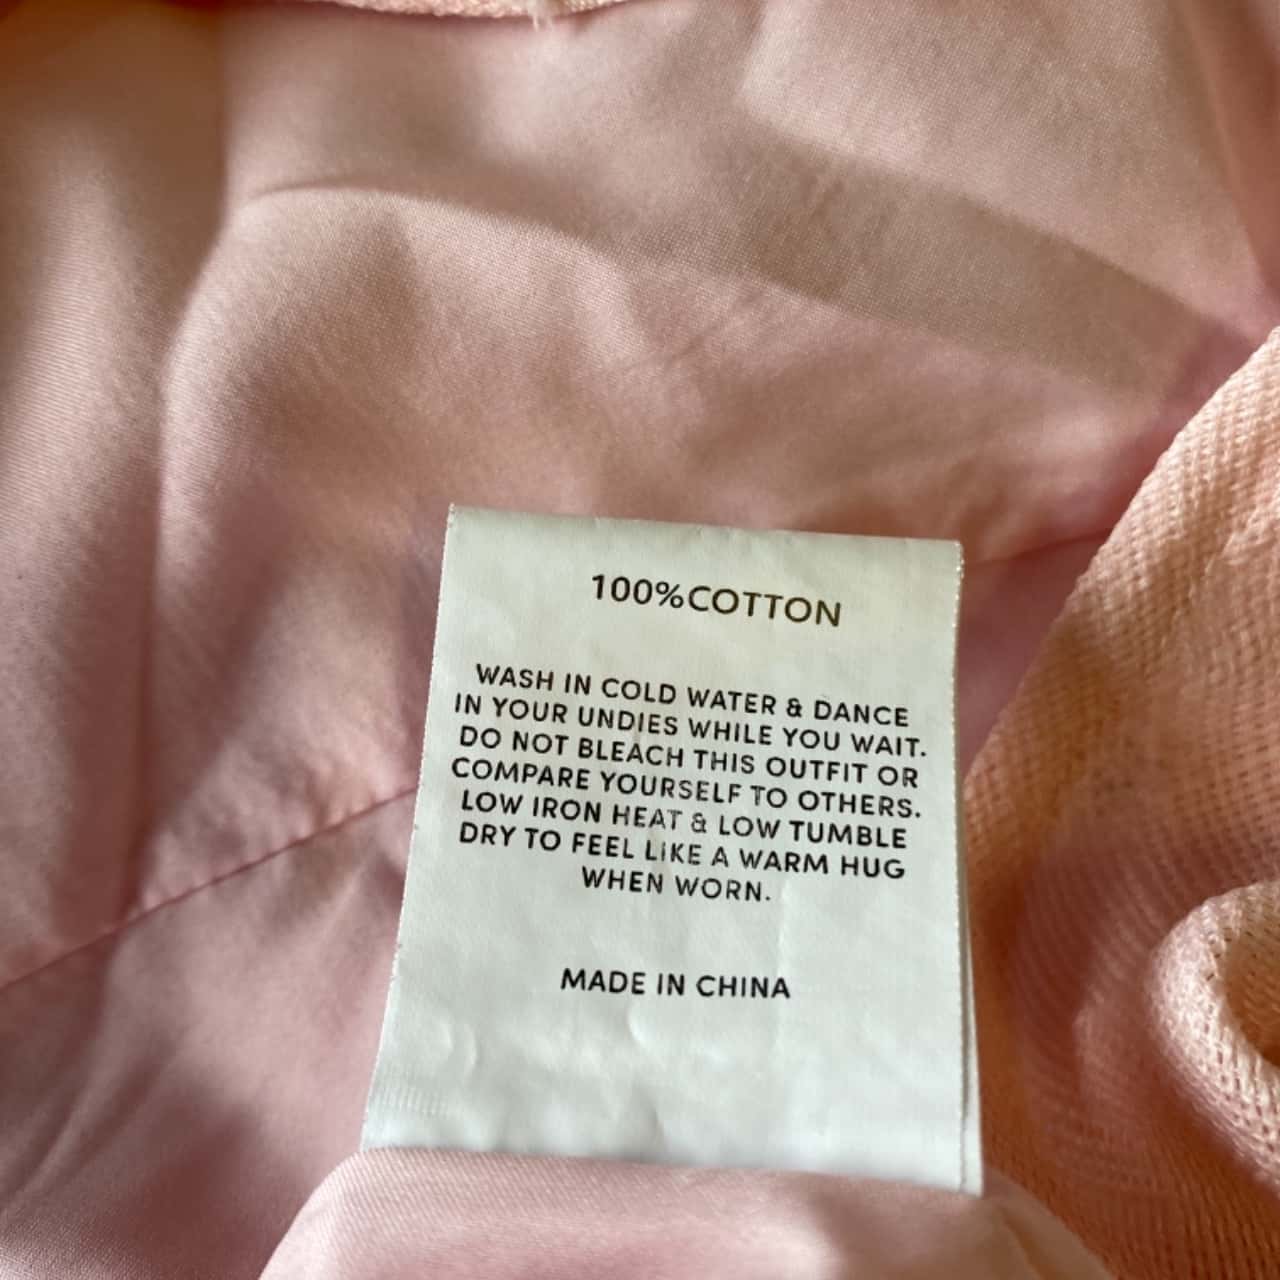 100%COTTON
WASH IN COLD WATER & DANCE
IN YOUR UNDIES WHILE YOU WAIT.
DO NOT BLEACH THIS OUTFIT OR
COMPARE YOURSELF TO OTHERS.
LOW IRON HEAT & LOW TUMBLE
DRY TO FEEL LIKE A WARM HUG
WHEN WORN.
MADE IN CHINA